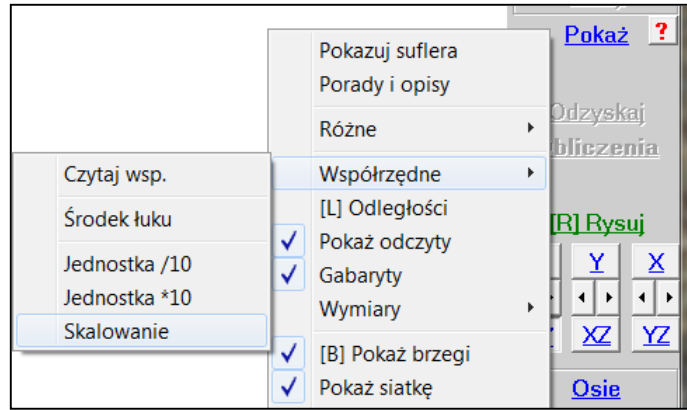 Pokaż ?
Odzyskaj
bliczenia
[R] Rysuj
Y X
XZ YZ
Osie
Pokazuj suflera
Porady i opisy
Różne
Współrzędne
[L] Odległości
Pokaż odczyty
Gabaryty
Wymiary
[B] Pokaż brzegi
Pokaż siatkę
Czytaj wsp.
Środek łuku
Jednostka /10
Jednostka *10
Skalowanie